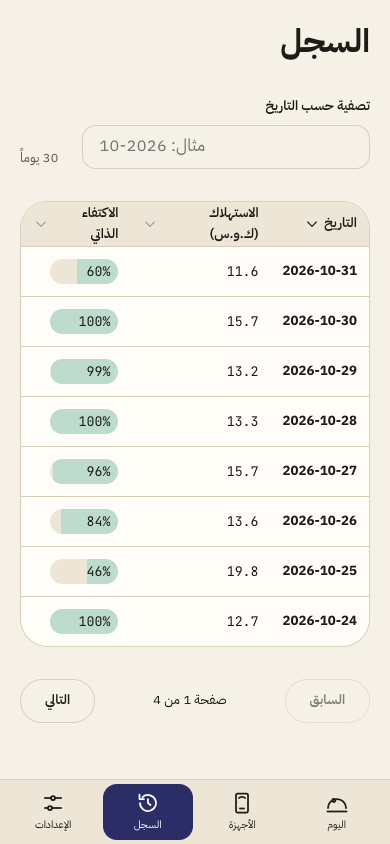 السجل
تصفية حسب التاريخ
مثال: 2026-10
30 يوماً
التاريخ الاستهلاك (ك.و.س) الاكتفاء الذاتي
2026-10-31 11.6 60%
2026-10-30 15.7 100%
2026-10-29 13.2 99%
2026-10-28 13.3 100%
2026-10-27 15.7 96%
2026-10-26 13.6 84%
2026-10-25 19.8 46%
2026-10-24 12.7 100%
السابق صفحة 1 من 4 التالي
اليوم الأجهزة السجل الإعدادات